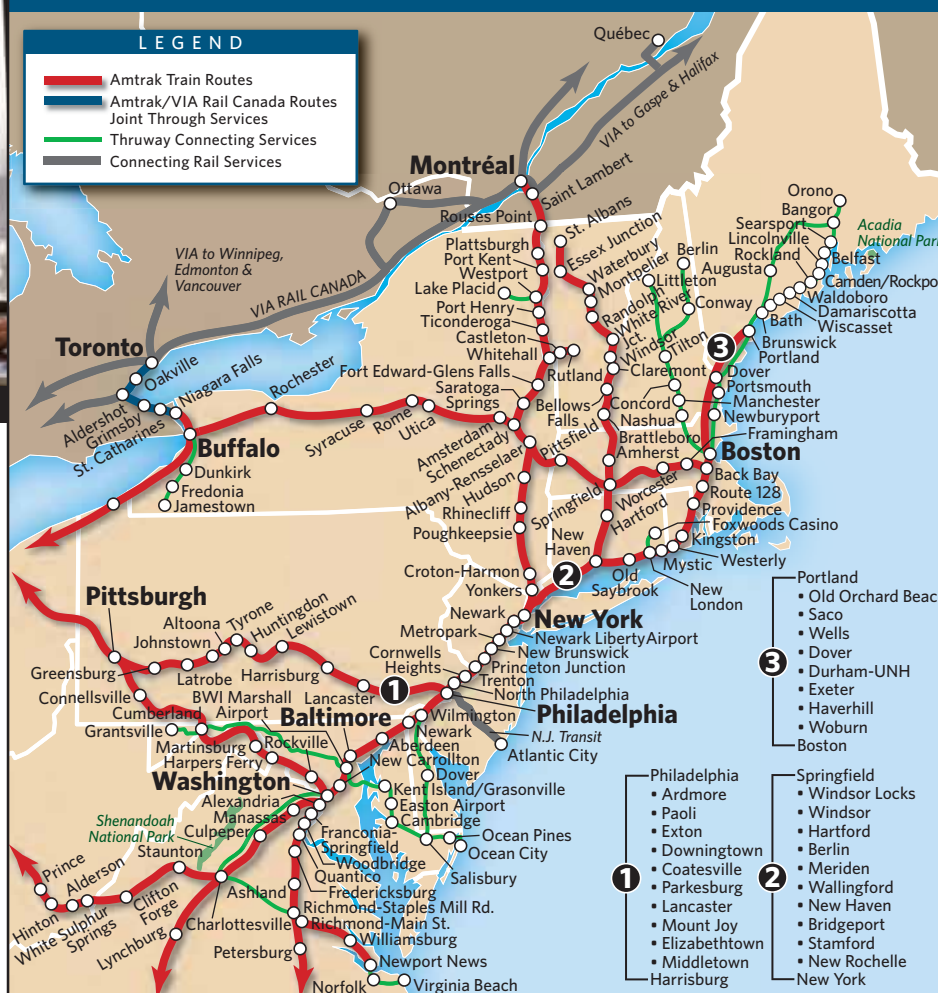 LEGEND
Amtrak Train Routes
Amtrak/VIA Rail Canada Routes
Joint Through Services
Thruway Connecting Services
Connecting Rail Services
Québec
VIA to Gaspe & Halifax
Montréal
Saint Lambert
Ottawa
Rouses Point
St. Albans
Essex Junction
Orono
Bangor
Searsport
Lincolnville
Rockland
Augusta
Acadia
National Park
Belfast
Camden/Rockpo
Waldoboro
Damariscotta
Wiscasset
Bath
Brunswick
Portland
VIA to Winnipeg,
Edmonton &
Vancouver
VIA RAIL CANADA
Plattsburgh
Port Kent
Westport
Lake Placid
Port Henry
Ticonderoga
Castleton
Whitehall
Rutland
Fort Edward-Glens Falls
Saratoga
Springs
Waterbury
Montpelier
Randolph
White River
Jct.
Windsor
Claremont
Bellows
Falls
Brattleboro
Amherst
Berlin
Littleton
Conway
Tilton
Concord
Nashua
3
Dover
Portsmouth
Manchester
Newburyport
Framingham
Boston
Back Bay
Route 128
Providence
Foxwoods Casino
Kingston
Westerly
Mystic
New
London
Old
Saybrook
New
Haven
2
Hartford
Springfield
Worcester
Pittsfield
Toronto
Oakville
Aldershot
Grimsby
St. Catharines
Niagara Falls
Rochester
Syracuse
Rome
Utica
Amsterdam
Schenectady
Albany-Rensselaer
Hudson
Rhinecliff
Poughkeepsie
Croton-Harmon
Yonkers
Buffalo
Dunkirk
Fredonia
Jamestown
New York
Newark
Newark Liberty Airport
Metropark
New Brunswick
Princeton Junction
Cornwells
Heights
Trenton
North Philadelphia
Philadelphia
N.J. Transit
Atlantic City
Pittsburgh
Greensburg
Latrobe
Johnstown
Altoona
Tyrone
Huntingdon
Lewistown
Harrisburg
Lancaster
1
Connellsville
Cumberland
Grantsville
Martinsburg
Harpers Ferry
Rockville
BWI Marshall
Airport
Baltimore
Wilmington
Newark
Aberdeen
New Carrollton
Dover
Washington
Kent Island/Grasonville
Easton Airport
Cambridge
Ocean Pines
Ocean City
Salisbury
Alexandria
Manassas
Culpeper
Shenandoah
National Park
Staunton
Franconia-
Springfield
Woodbridge
Quantico
Fredericksburg
Ashland
Richmond-Staples Mill Rd.
Richmond-Main St.
Charlottesville
Williamsburg
Petersburg
Newport News
Norfolk
Virginia Beach
Prince
Hinton
Alderson
White Sulphur
Springs
Clifton
Forge
Lynchburg
3
Portland
• Old Orchard Beac
• Saco
• Wells
• Dover
• Durham-UNH
• Exeter
• Haverhill
• Woburn
Boston
1
Philadelphia
• Ardmore
• Paoli
• Exton
• Downingtown
• Coatesville
• Parkesburg
• Lancaster
• Mount Joy
• Elizabethtown
• Middletown
Harrisburg
2
Springfield
• Windsor Locks
• Windsor
• Hartford
• Berlin
• Meriden
• Wallingford
• New Haven
• Bridgeport
• Stamford
• New Rochelle
New York